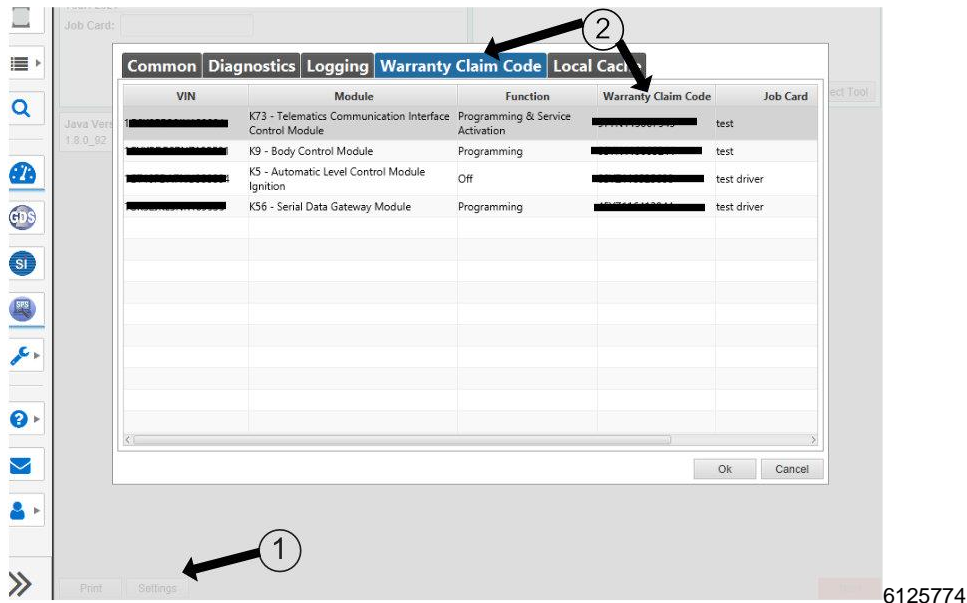 Job Card:
2
Common Diagnostics Logging Warranty Claim Code Local Cache
VIN Module Function Warranty Claim Code Job Card
ect Tool
K73 - Telematics Communication Interface Control Module Programming & Service Activation test
Java Vers
1.8.0_92
K9 - Body Control Module Programming test
K5 - Automatic Level Control Module Ignition Off test driver
K56 - Serial Data Gateway Module Programming test driver
GDS
SI
SPS
Ok Cancel
1
Print Settings
6125774